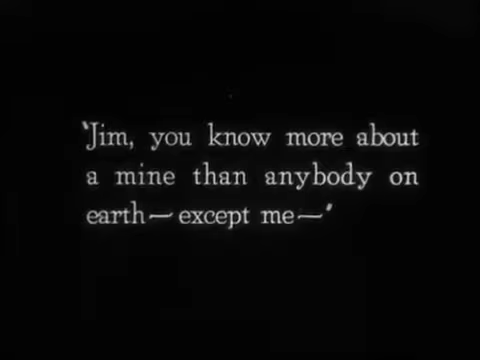 "Jim, you know more about
a mine than anybody on
earth—except me—"